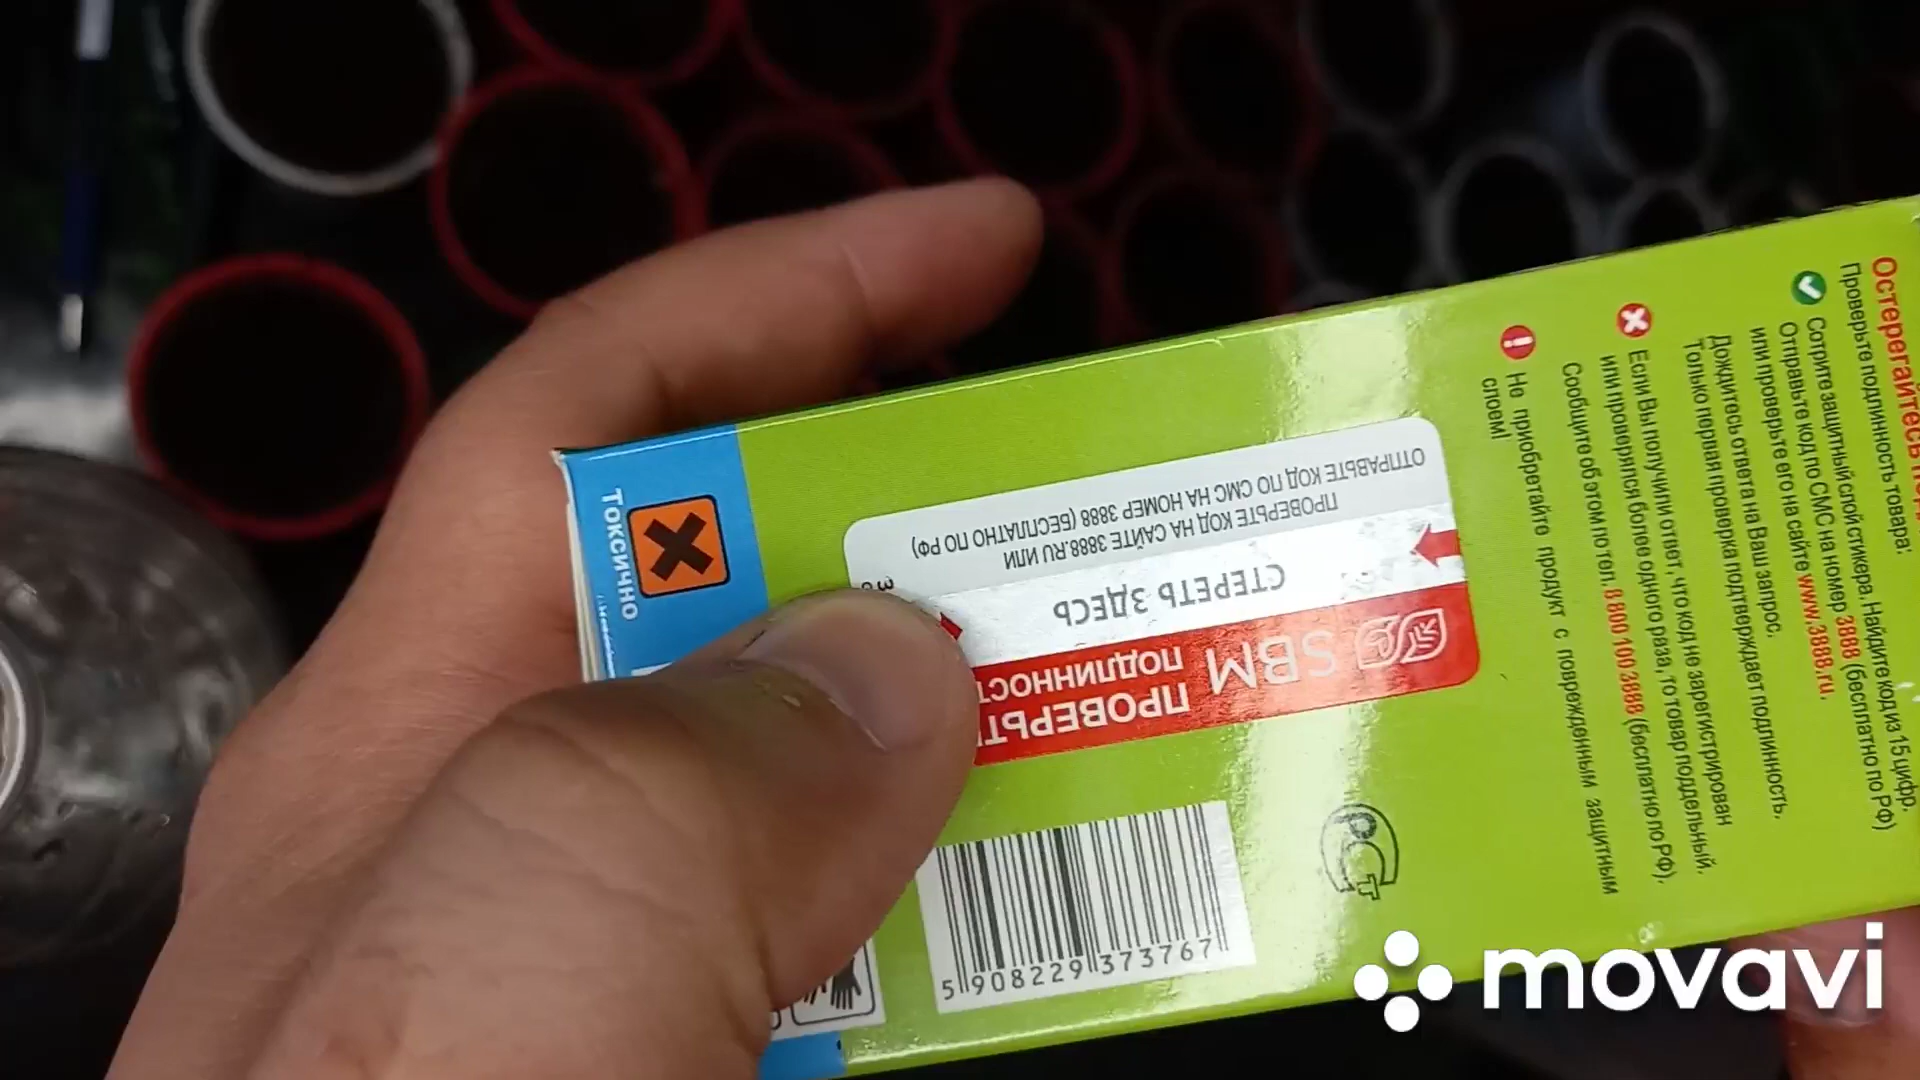 Остерегайтесь
Проверьте подлинность товара:
Сотрите защитный слой стикера. Найдите код из 15 цифр.
Отправьте код по СМС на номер 3888 (бесплатно по РФ)
или проверьте его на сайте www.3888.ru.
Дождитесь ответа на Ваш запрос.
Только первая проверка подтверждает подлинность.
Если Вы получили ответ, что код не зарегистрирован
или проверялся более одного раза, то товар поддельный.
Сообщите об этом по тел. 8 800 100 3888 (бесплатно по РФ).
Не приобретайте продукт с поврежденным защитным
слоем!
ПРОВЕРЬТЕ
ПОДЛИННОСТ
SBM
СТЕРЕТЬ ЗДЕСЬ
ПРОВЕРЬТЕ КОД НА САЙТЕ 3888.RU ИЛИ
ОТПРАВЬТЕ КОД ПО СМС НА НОМЕР 3888 (БЕСПЛАТНО ПО РФ)
Токсично
РСТ
5 908229 373767
movavi